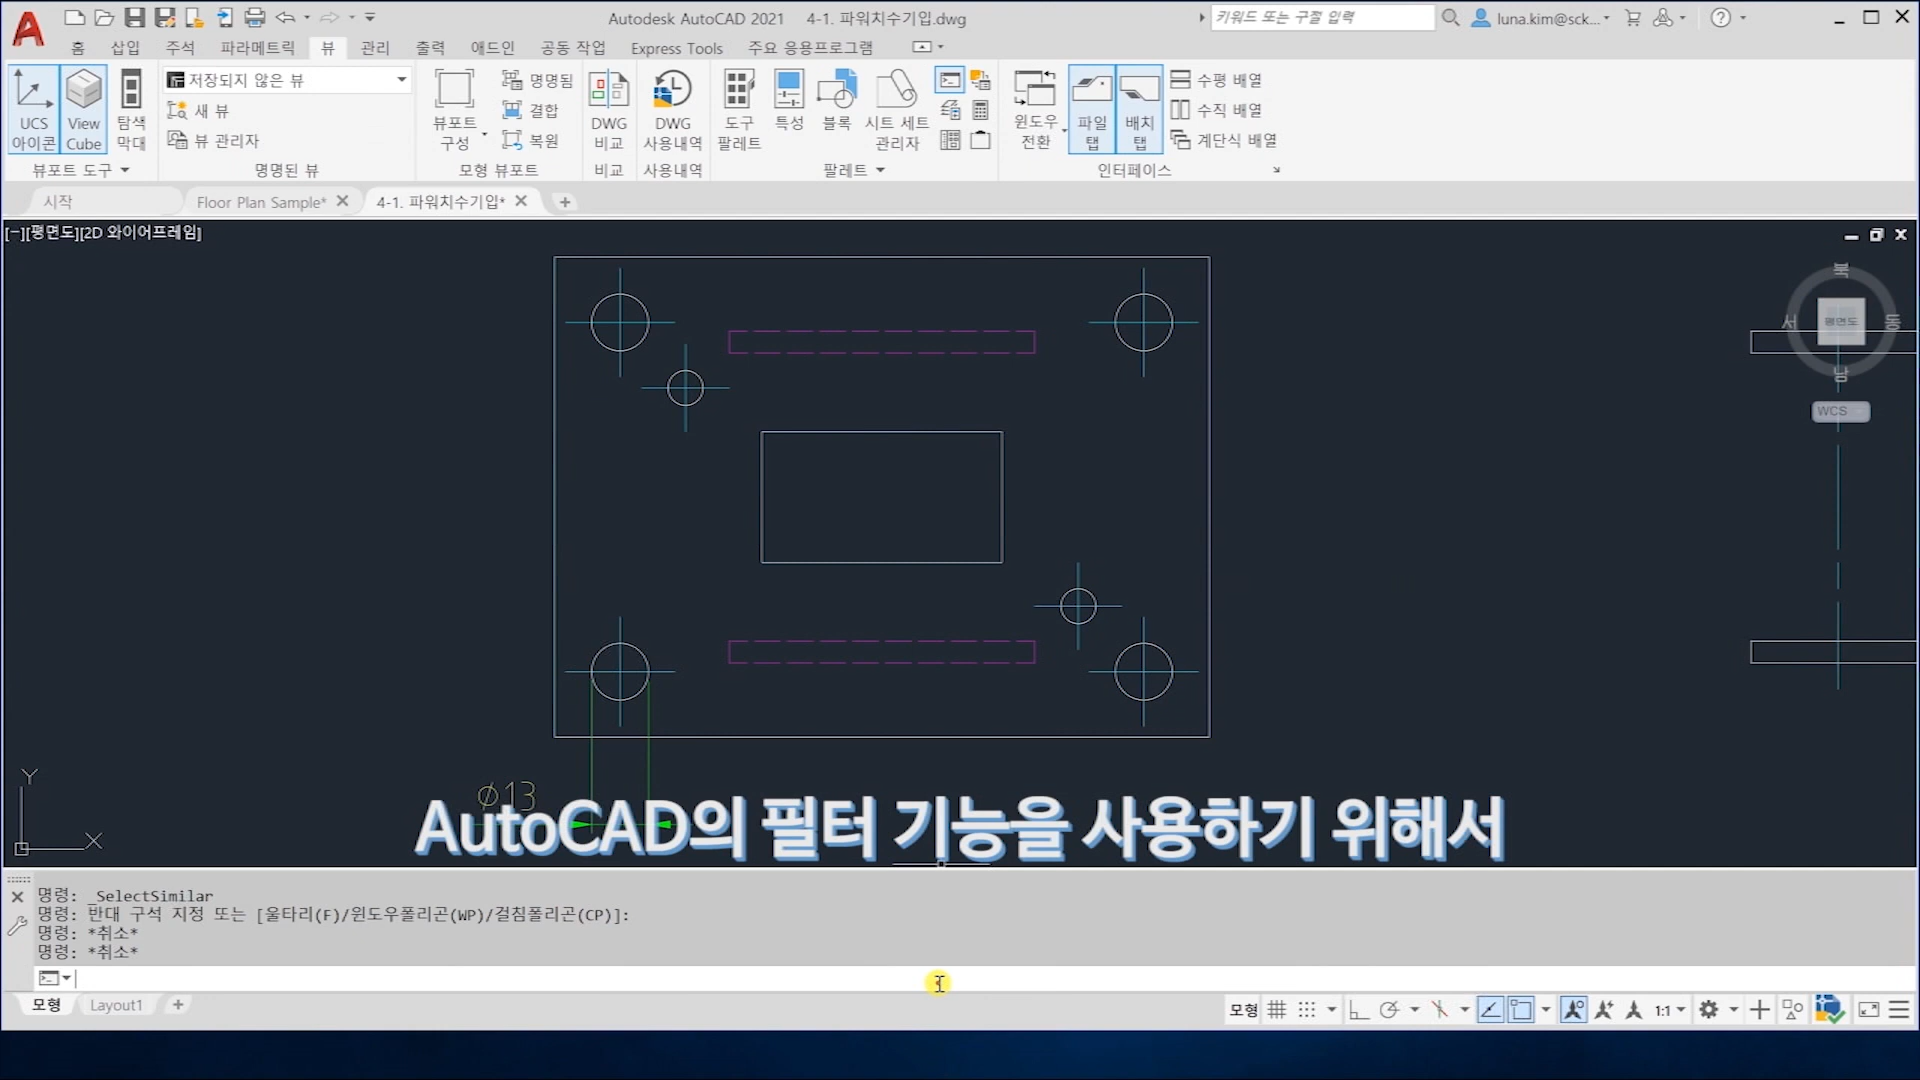 Autodesk AutoCAD 2021 4-1. 파워치수기입.dwg
키워드 또는 구절 입력
luna.kim@sck...
홈 삽입 주석 파라메트릭 뷰 관리 출력 애드인 공동 작업 Express Tools 주요 응용프로그램
UCS 아이콘
View Cube
탐색 막대
뷰포트 도구
저장되지 않은 뷰
새 뷰
뷰 관리자
명명된 뷰
뷰포트 구성
명명됨
결합
복원
모형 뷰포트
DWG 비교
비교
DWG 사용내역
사용내역
도구 팔레트
특성
블록
시트 세트 관리자
팔레트
윈도우 전환
파일 탭
배치 탭
수평 배열
수직 배열
계단식 배열
인터페이스
시작 Floor Plan Sample* 4-1. 파워치수기입*
[−][평면도][2D 와이어프레임]
북
서 평면도 동
남
WCS
Y
X
⌀13
AutoCAD의 필터 기능을 사용하기 위해서
명령: _SelectSimilar
명령: 반대 구석 지정 또는 [울타리(F)/윈도우폴리곤(WP)/걸침폴리곤(CP)]:
명령: *취소*
명령: *취소*
모형 Layout1
모형 1:1